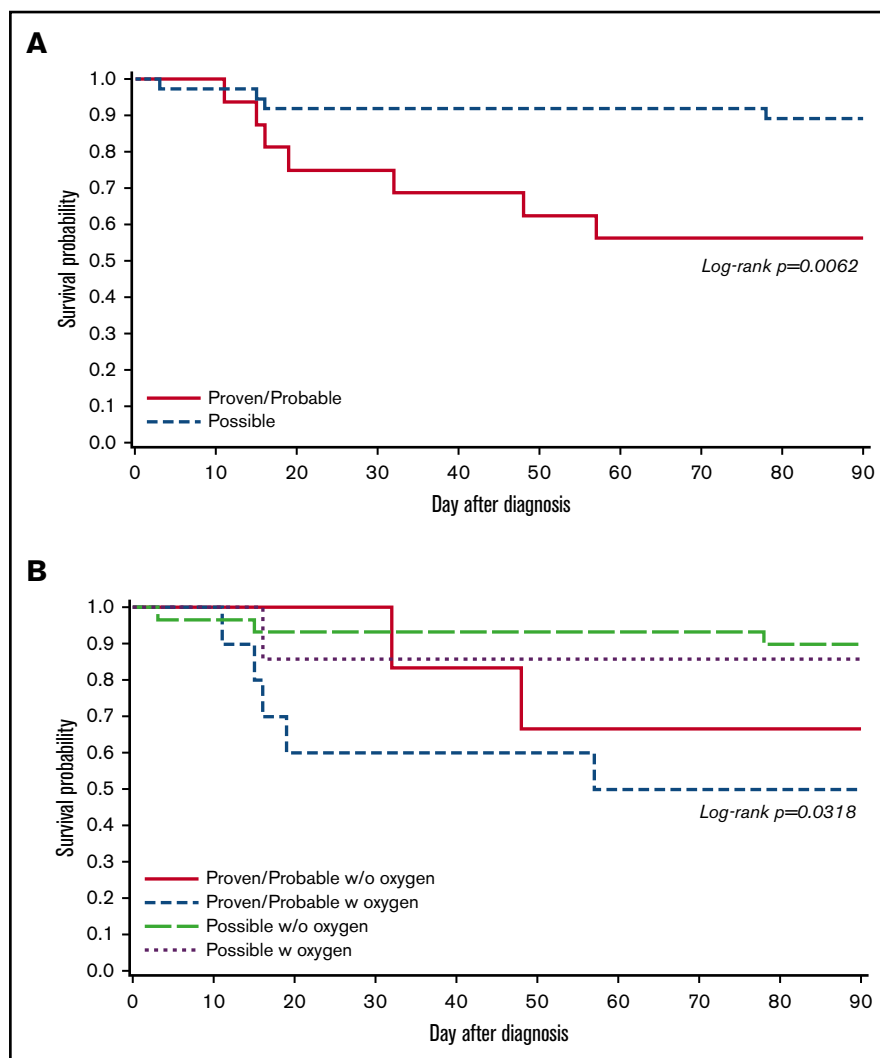 A
1.0
0.9
0.8
0.7
0.6
0.5
0.4
0.3
0.2
0.1
0.0
Survival probability
Log-rank p=0.0062
Proven/Probable
Possible
0 10 20 30 40 50 60 70 80 90
Day after diagnosis
B
1.0
0.9
0.8
0.7
0.6
0.5
0.4
0.3
0.2
0.1
0.0
Survival probability
Log-rank p=0.0318
Proven/Probable w/o oxygen
Proven/Probable w oxygen
Possible w/o oxygen
Possible w oxygen
0 10 20 30 40 50 60 70 80 90
Day after diagnosis